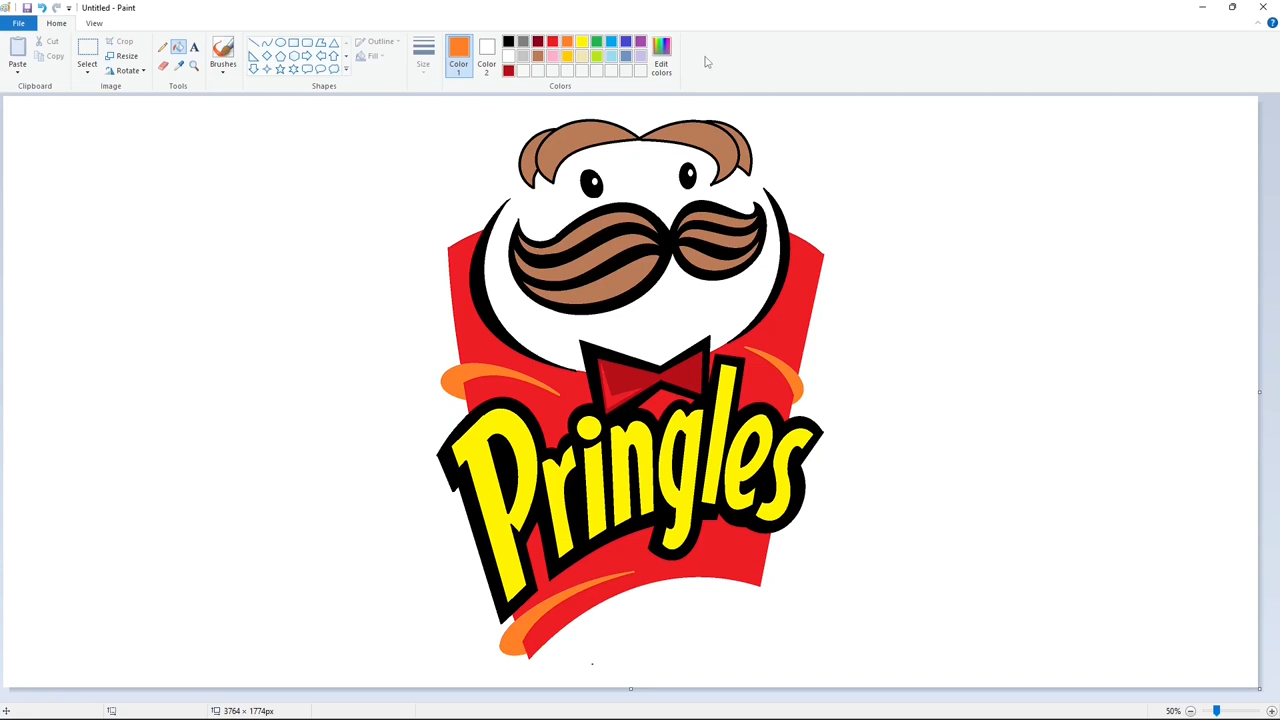 Untitled - Paint
File
Home
View
Cut
Copy
Paste
Clipboard
Crop
Resize
Rotate
Select
Image
Tools
Brushes
Outline
Fill
Shapes
Size
Color 1
Color 2
Edit colors
Colors
Pringles
3764 × 1774px
50%